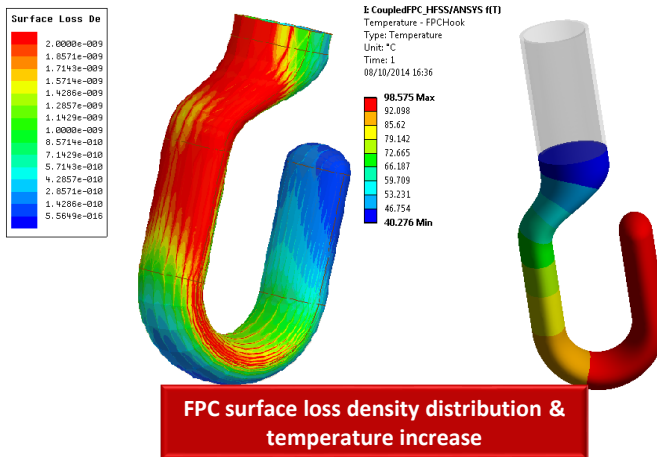 Surface Loss De
2.0000e-009
1.8571e-009
1.7143e-009
1.5714e-009
1.4286e-009
1.2857e-009
1.1429e-009
1.0000e-009
8.5714e-010
7.1429e-010
5.7143e-010
4.2857e-010
2.8571e-010
1.4286e-010
5.5649e-016
I: CoupledFPC_HFSS/ANSYS f(T)
Temperature - FPCHook
Type: Temperature
Unit: °C
Time: 1
08/10/2014 16:36
98.575 Max
92.098
85.62
79.142
72.665
66.187
59.709
53.231
46.754
40.276 Min
FPC surface loss density distribution &
temperature increase